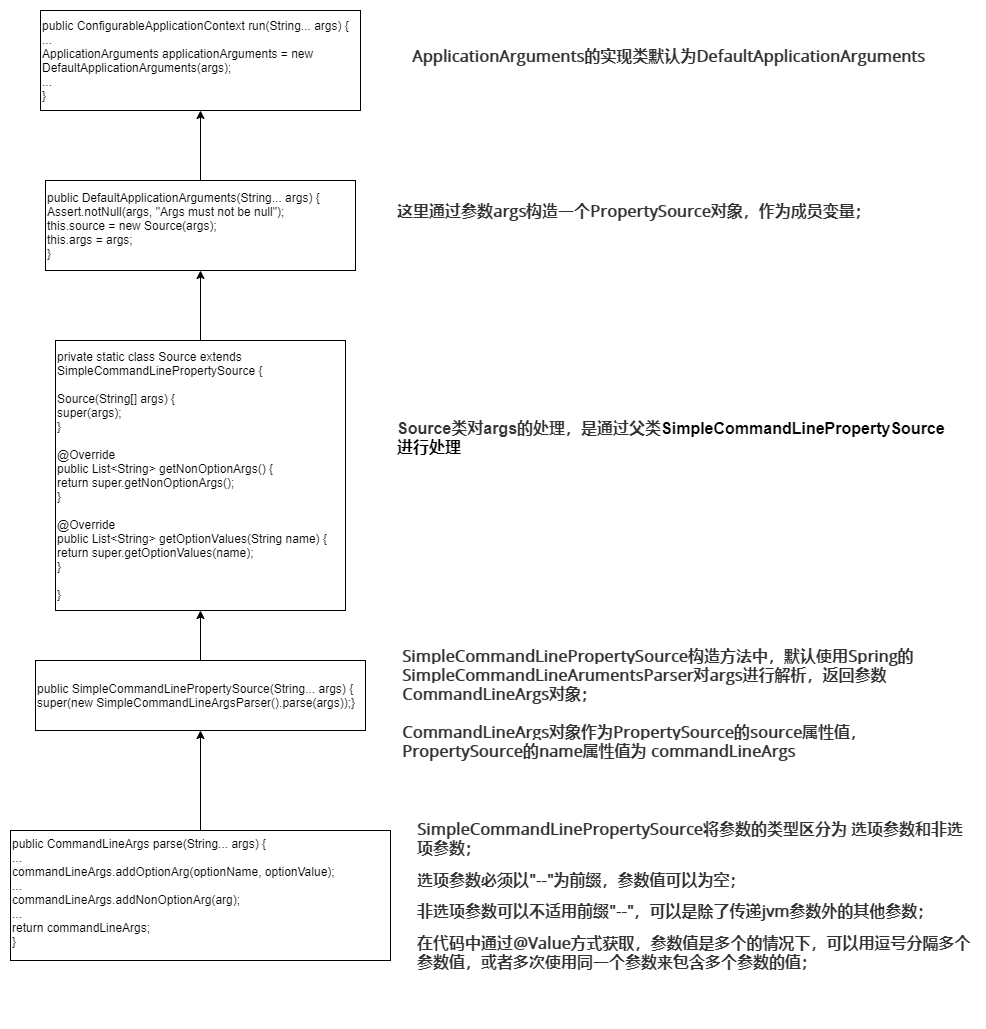 public ConfigurableApplicationContext run(String... args) {
...
ApplicationArguments applicationArguments = new
DefaultApplicationArguments(args);
...
}
ApplicationArguments的实现类默认为DefaultApplicationArguments
public DefaultApplicationArguments(String... args) {
Assert.notNull(args, "Args must not be null");
this.source = new Source(args);
this.args = args;
}
这里通过参数args构造一个PropertySource对象，作为成员变量；
private static class Source extends
SimpleCommandLinePropertySource {
Source(String[] args) {
super(args);
}
@Override
public List<String> getNonOptionArgs() {
return super.getNonOptionArgs();
}
@Override
public List<String> getOptionValues(String name) {
return super.getOptionValues(name);
}
}
Source类对args的处理，是通过父类SimpleCommandLinePropertySource
进行处理
public SimpleCommandLinePropertySource(String... args) {
super(new SimpleCommandLineArgsParser().parse(args));}
SimpleCommandLinePropertySource构造方法中，默认使用Spring的
SimpleCommandLineArumentsParser对args进行解析，返回参数
CommandLineArgs对象；
CommandLineArgs对象作为PropertySource的source属性值，
PropertySource的name属性值为 commandLineArgs
public CommandLineArgs parse(String... args) {
...
commandLineArgs.addOptionArg(optionName, optionValue);
...
commandLineArgs.addNonOptionArg(arg);
...
return commandLineArgs;
}
SimpleCommandLinePropertySource将参数的类型区分为 选项参数和非选
项参数；
选项参数必须以"--"为前缀，参数值可以为空；
非选项参数可以不适用前缀"--"，可以是除了传递jvm参数外的其他参数；
在代码中通过@Value方式获取，参数值是多个的情况下，可以用逗号分隔多个
参数值，或者多次使用同一个参数来包含多个参数的值；